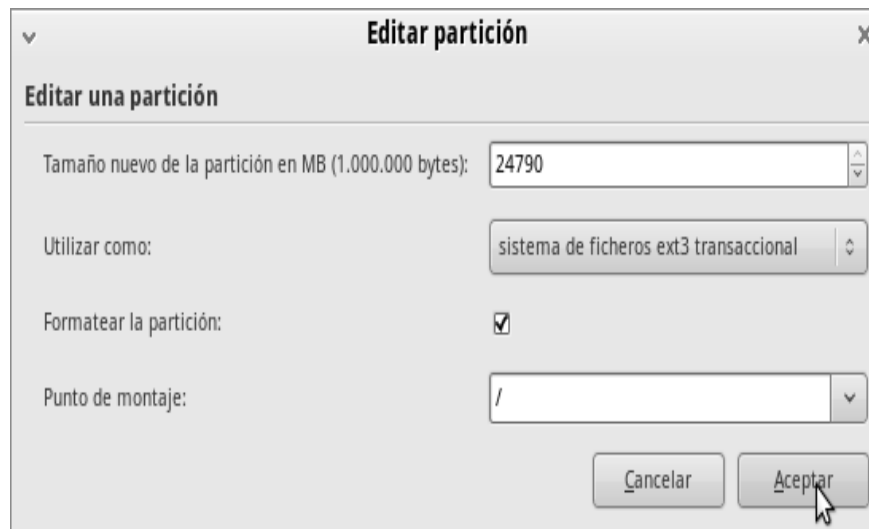 Editar partición
Editar una partición
Tamaño nuevo de la partición en MB (1.000.000 bytes): 24790
Utilizar como: sistema de ficheros ext3 transaccional
Formatear la partición:
Punto de montaje: /
Cancelar Aceptar